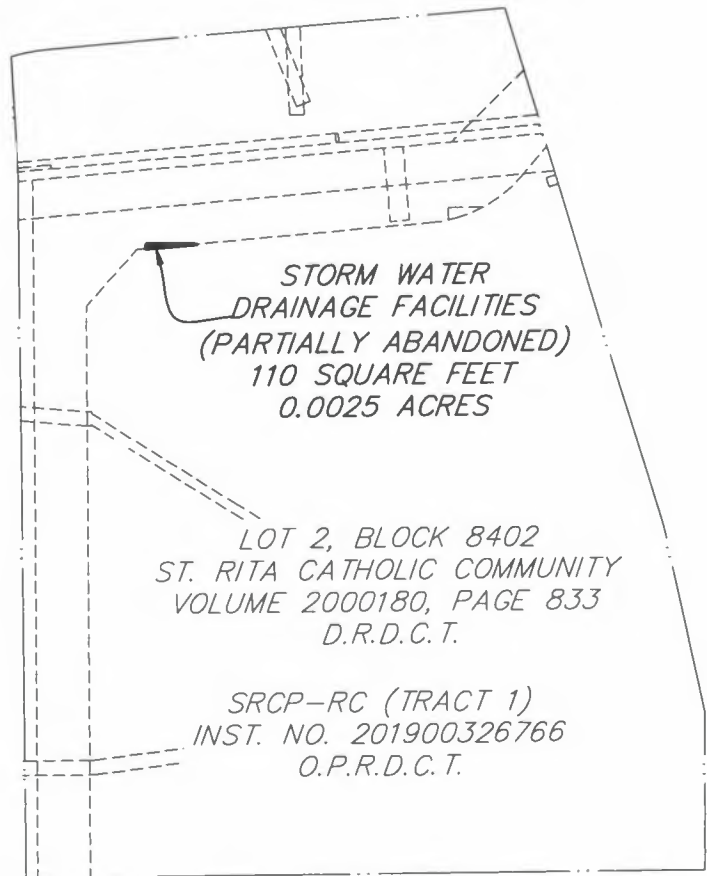 STORM WATER
DRAINAGE FACILITIES
(PARTIALLY ABANDONED)
110 SQUARE FEET
0.0025 ACRES
LOT 2, BLOCK 8402
ST. RITA CATHOLIC COMMUNITY
VOLUME 2000180, PAGE 833
D.R.D.C.T.
SRCP-RC (TRACT 1)
INST. NO. 201900326766
O.P.R.D.C.T.